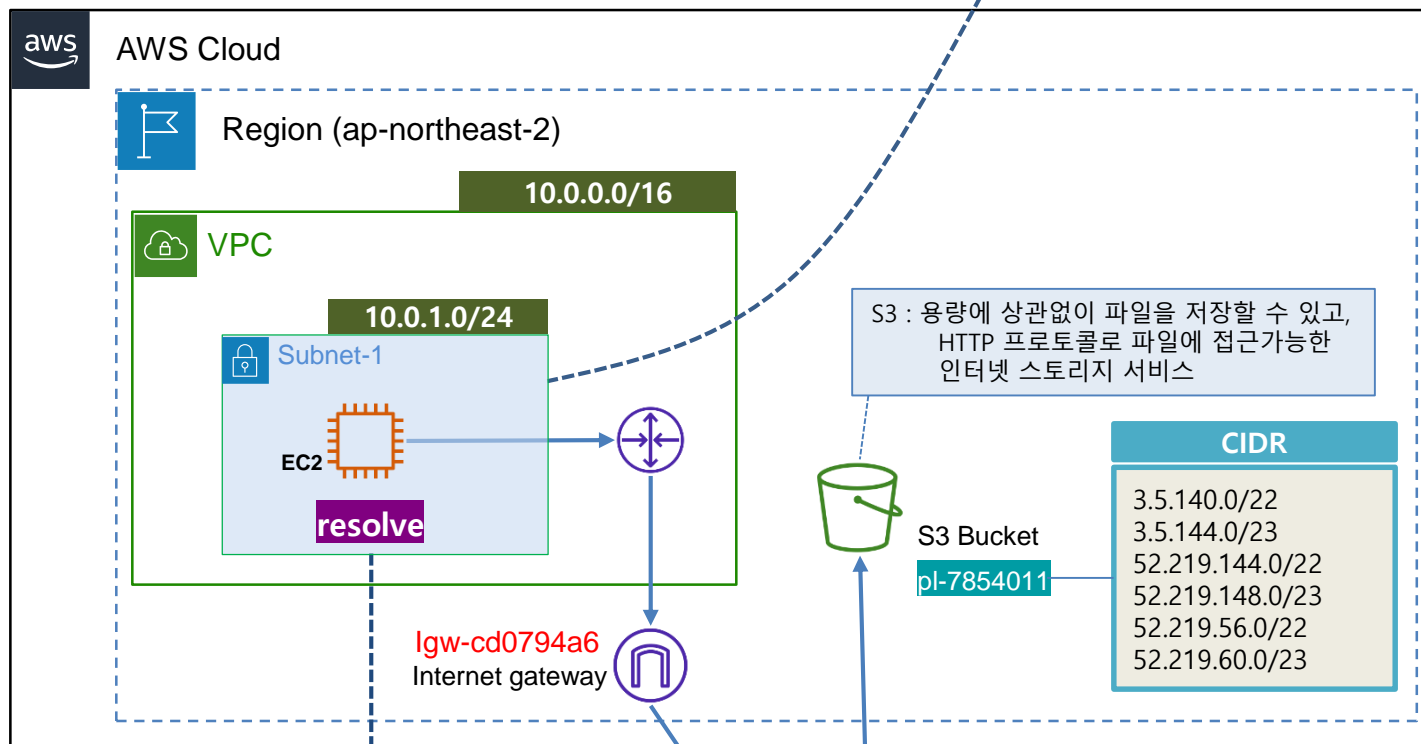 aws
AWS Cloud
Region (ap-northeast-2)
10.0.0.0/16
VPC
10.0.1.0/24
Subnet-1
EC2
resolve
Igw-cd0794a6
Internet gateway
S3 : 용량에 상관없이 파일을 저장할 수 있고,
HTTP 프로토콜로 파일에 접근가능한
인터넷 스토리지 서비스
S3 Bucket
pl-7854011
CIDR
3.5.140.0/22
3.5.144.0/23
52.219.144.0/22
52.219.148.0/23
52.219.56.0/22
52.219.60.0/23